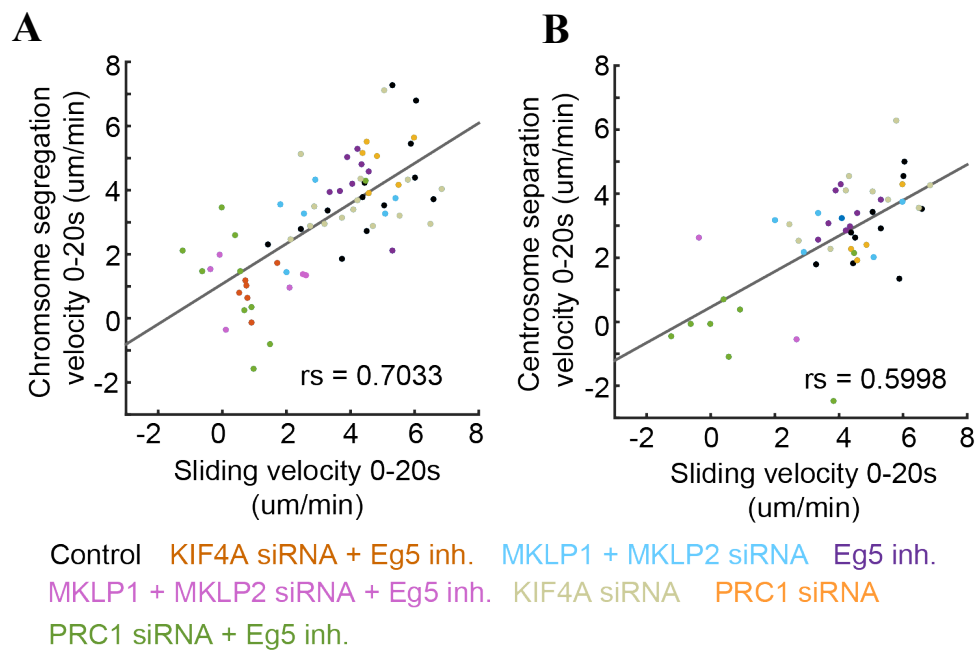 A
B
Chromsome segregation
velocity 0-20s (um/min)
8
6
4
2
0
-2
rs = 0.7033
-2 0 2 4 6 8
Sliding velocity 0-20s
(um/min)
Centrosome separation
velocity 0-20s (um/min)
8
6
4
2
0
-2
rs = 0.5998
-2 0 2 4 6 8
Sliding velocity 0-20s
(um/min)
Control KIF4A siRNA + Eg5 inh. MKLP1 + MKLP2 siRNA Eg5 inh.
MKLP1 + MKLP2 siRNA + Eg5 inh. KIF4A siRNA PRC1 siRNA
PRC1 siRNA + Eg5 inh.